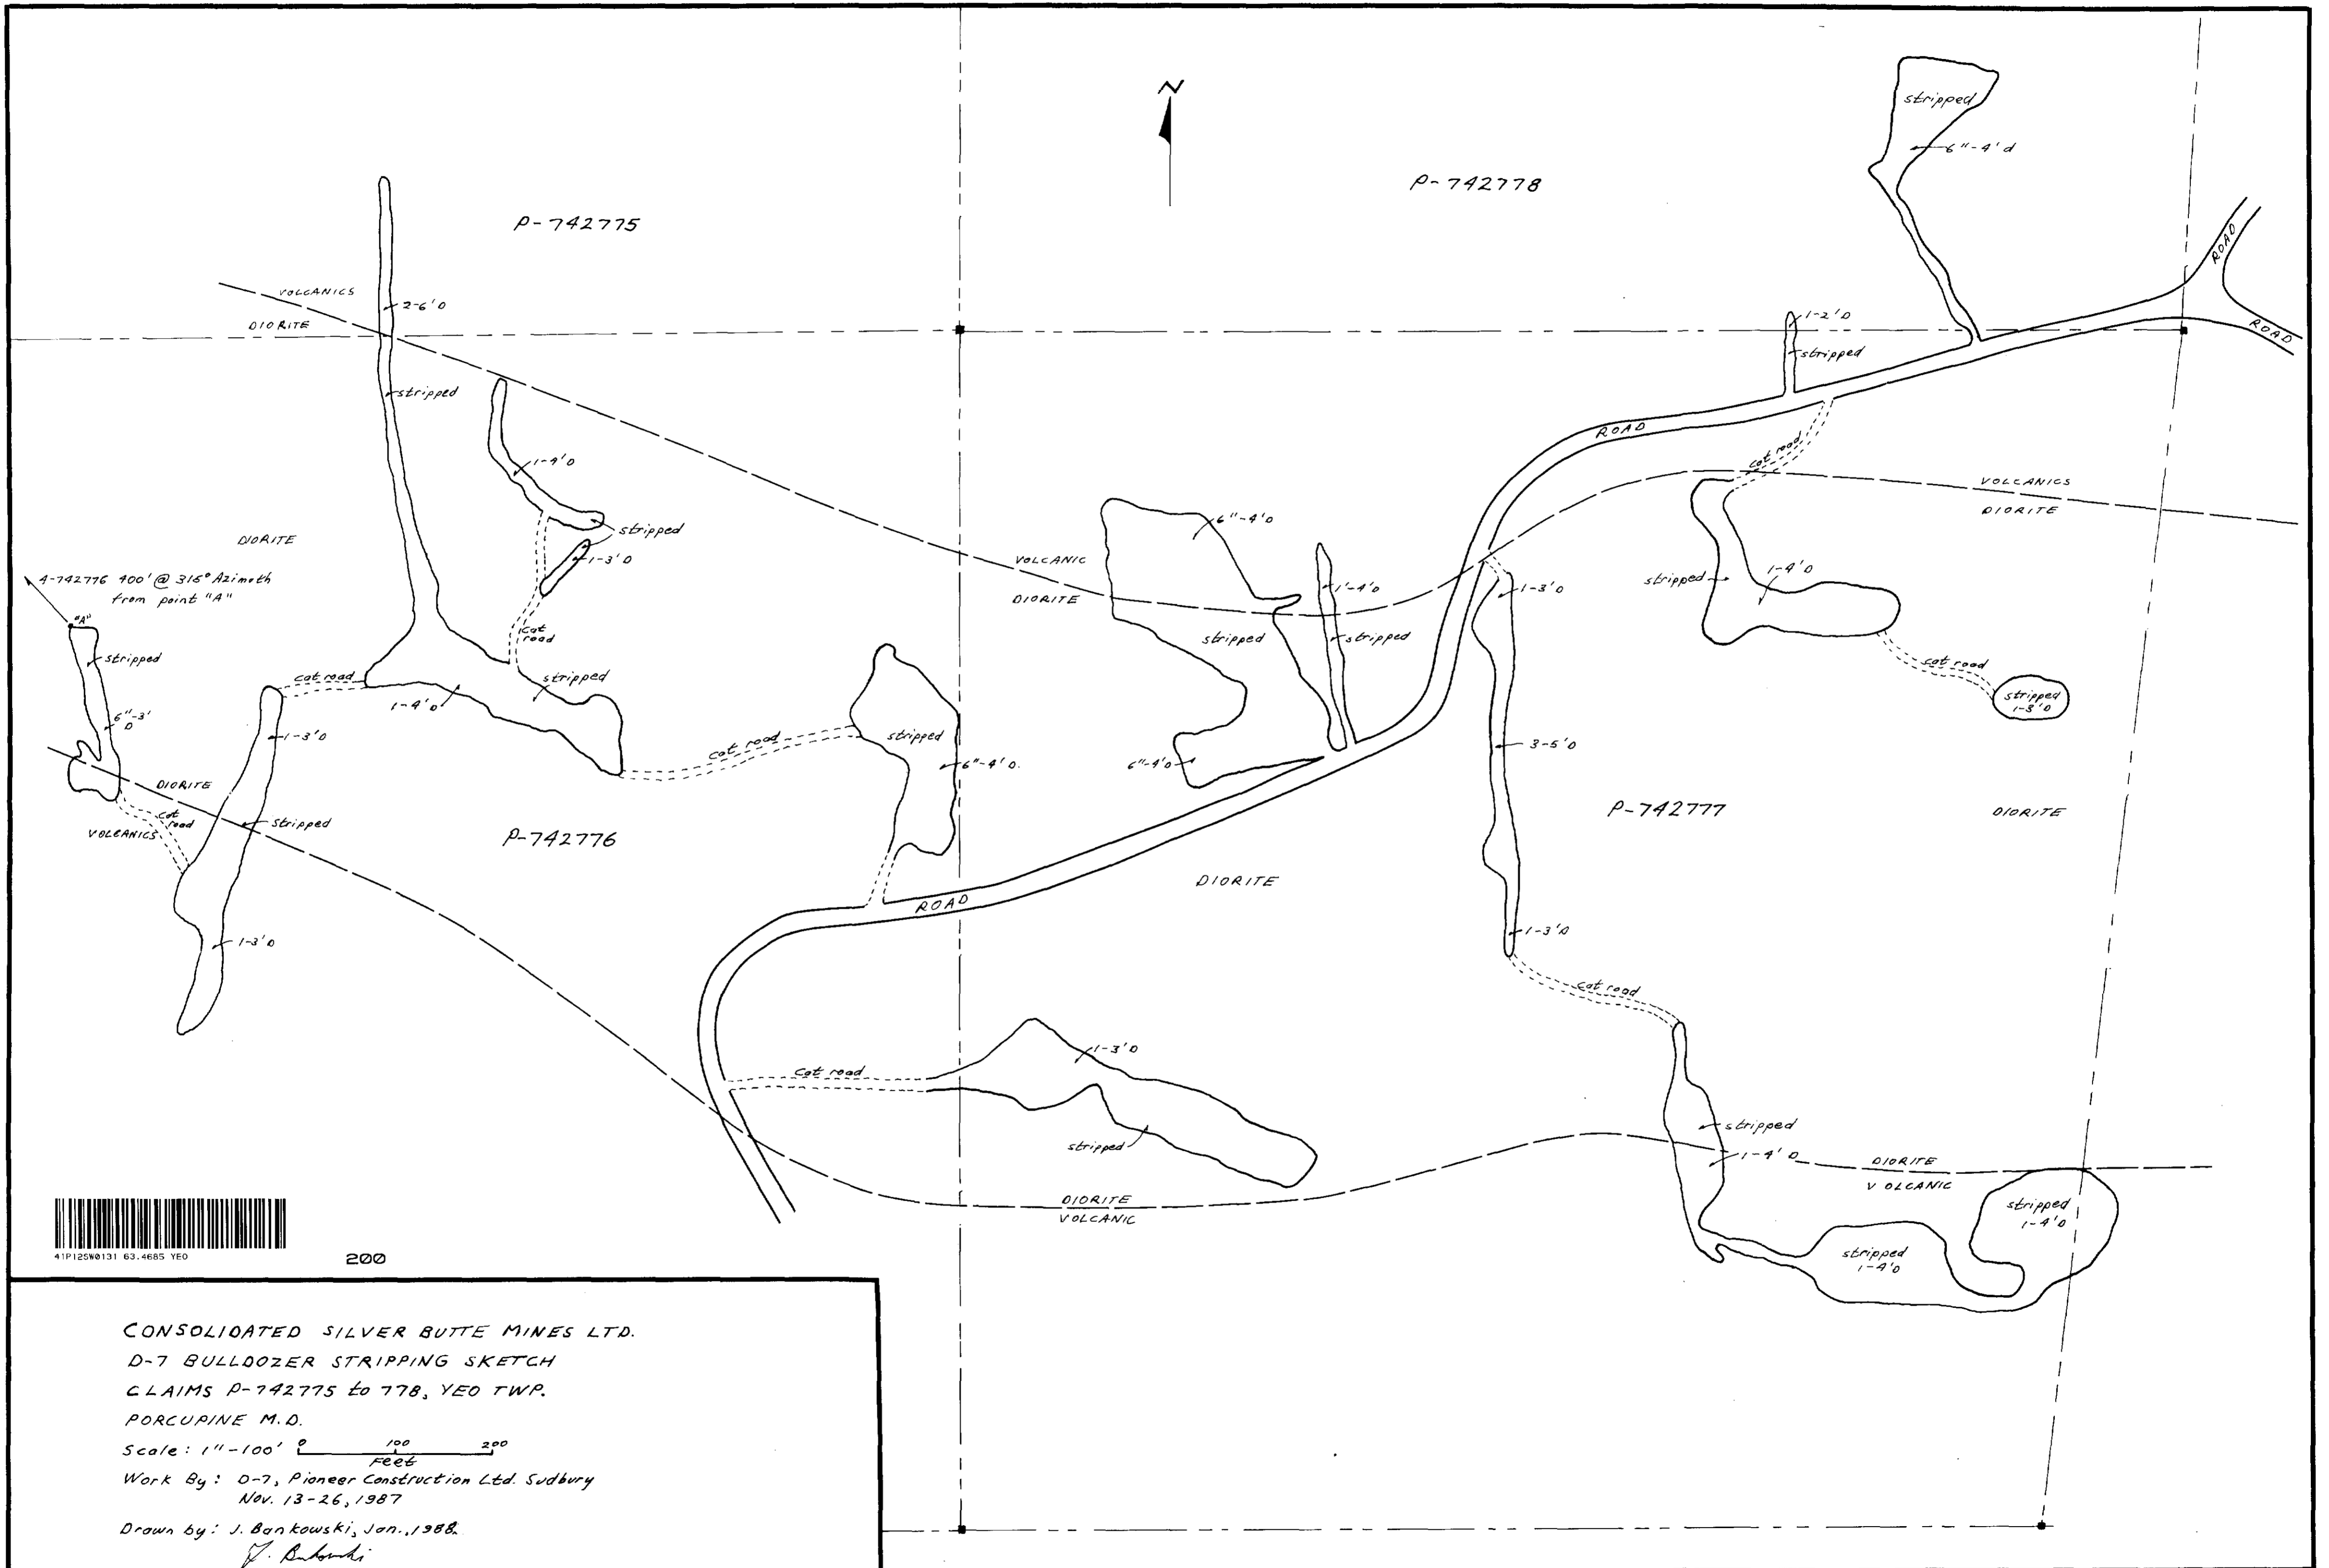 N
stripped
6"-4'd
P-742778
P-742775
ROAD
VOLCANICS
2-6'D
DIORITE
1-2'D
ROAD
stripped
stripped
ROAD
cat road
1-4'D
VOLCANICS
DIORITE
stripped
6"-4'D
DIORITE
1-3'D
VOLCANIC
1-4'D
stripped
A-742776 400' @ 315° Azimuth
from point "A"
1'-4'D
1-3'D
DIORITE
"A"
cat
road
stripped
stripped
stripped
cat road
cat road
stripped
stripped
1-3'D
1-4'D
6"-3'
D
1-3'D
cat road
stripped
3-5'D
6"-4'D.
6"-4'D
DIORITE
cat
road
stripped
VOLCANICS
P-742776
P-742777
DIORITE
DIORITE
ROAD
1-3'D
1-3'D
cat road
1-3'D
cat road
stripped
stripped
1-4'D
DIORITE
VOLCANIC
DIORITE
VOLCANIC
stripped
1-4'D
stripped
1-4'D
41P12SW0131 63.4685 YEO
200
CONSOLIDATED SILVER BUTTE MINES LTD.
D-7 BULLDOZER STRIPPING SKETCH
CLAIMS P-742775 to 778, YEO TWP.
PORCUPINE M.D.
Scale: 1"-100' 0 100 200
Feet
Work By: D-7, Pioneer Construction Ltd. Sudbury
Nov. 13-26, 1987
Drawn by: J. Bankowski, Jan., 1988.